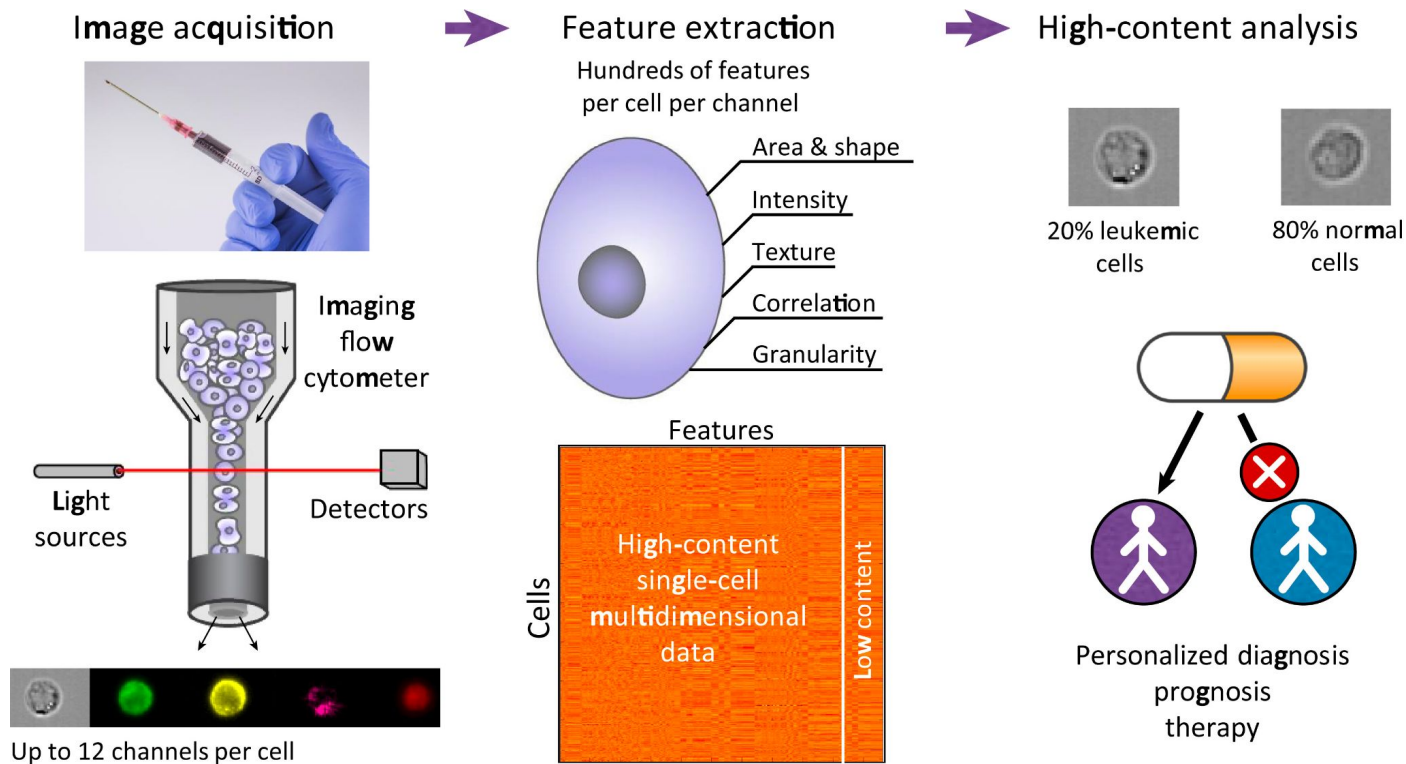 Image acquisition
Feature extraction
High-content analysis
Hundreds of features
per cell per channel
Area & shape
Intensity
Texture
Correlation
Granularity
20% leukemic
cells
80% normal
cells
Imaging
flow
cytometer
Light
sources
Detectors
Up to 12 channels per cell
Features
Cells
High-content
single-cell
multidimensional
data
Low content
Personalized diagnosis
prognosis
therapy